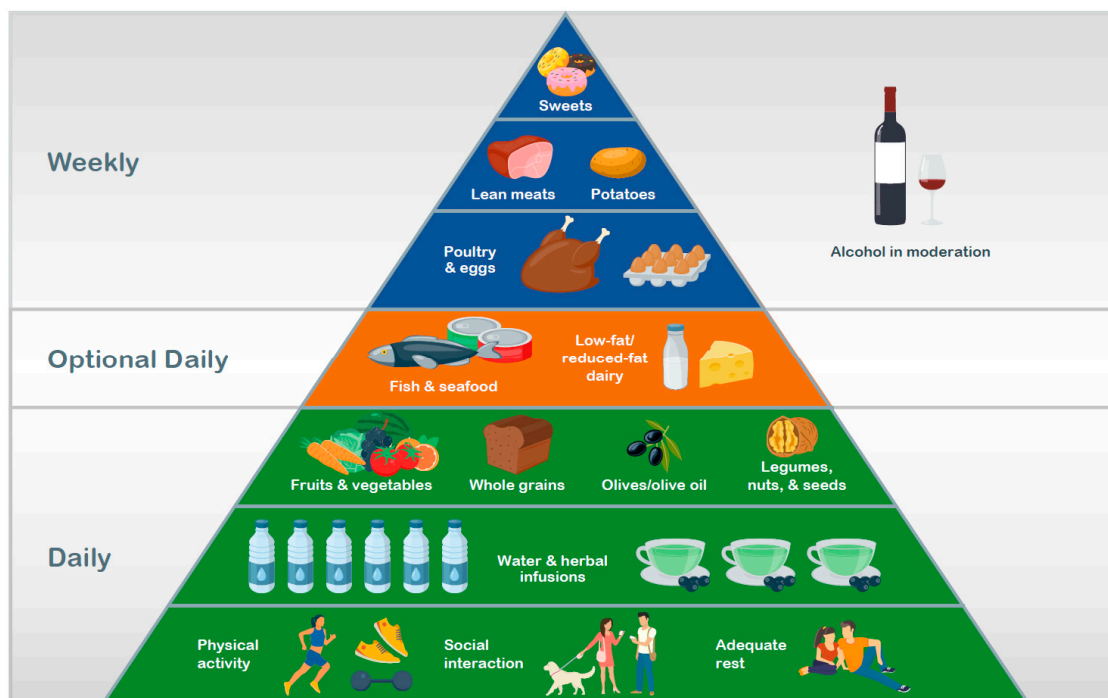 Sweets
Weekly
Lean meats
Potatoes
Poultry
& eggs
Alcohol in moderation
Optional Daily
Fish & seafood
Low-fat/
reduced-fat
dairy
Fruits & vegetables
Whole grains
Olives/olive oil
Legumes,
nuts, & seeds
Daily
Water & herbal
infusions
Physical
activity
Social
interaction
Adequate
rest